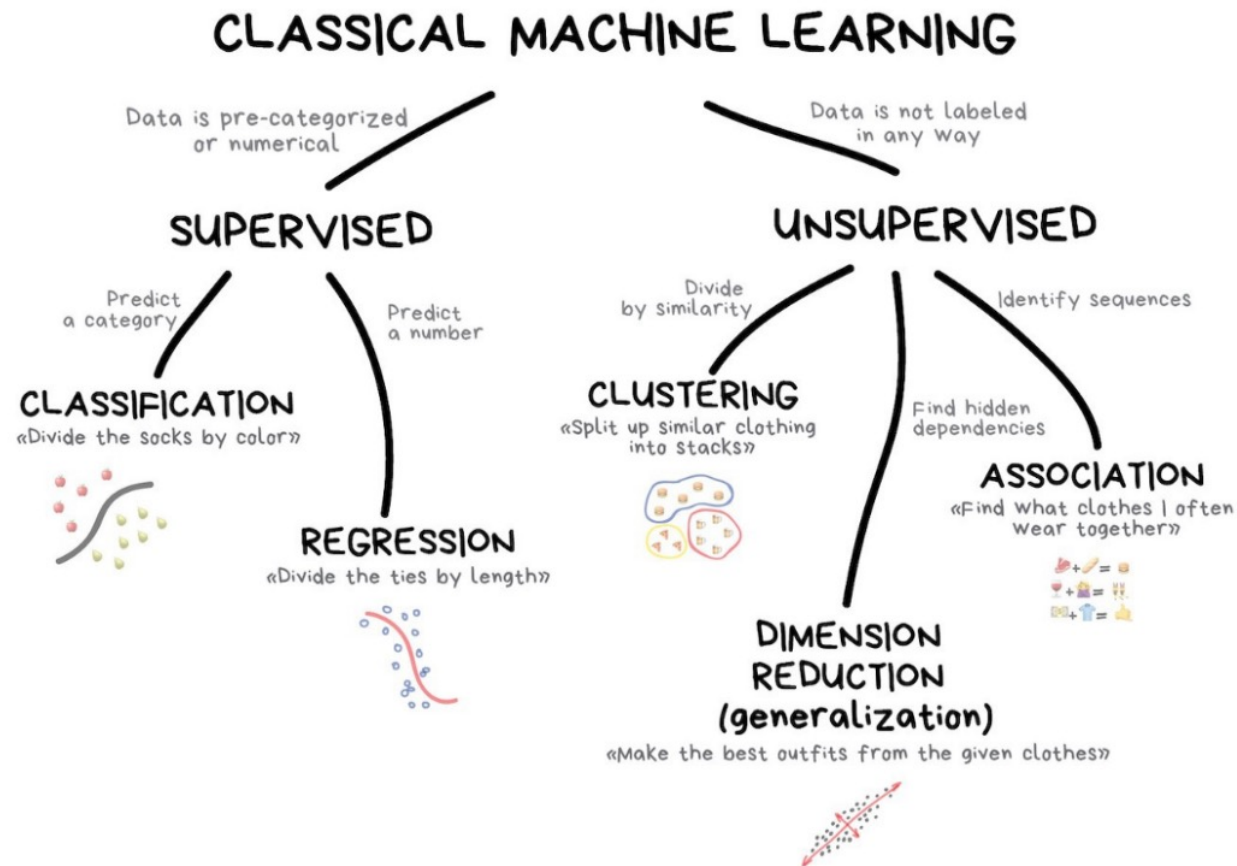 CLASSICAL MACHINE LEARNING
Data is pre-categorized
or numerical
Data is not labeled
in any way
SUPERVISED
UNSUPERVISED
Predict
a category
Predict
a number
Divide
by similarity
Identify sequences
CLASSIFICATION
«Divide the socks by color»
CLUSTERING
«Split up similar clothing
into stacks»
Find hidden
dependencies
ASSOCIATION
«Find what clothes I often
wear together»
REGRESSION
«Divide the ties by length»
+ =
+ =
+ =
DIMENSION
REDUCTION
(generalization)
«Make the best outfits from the given clothes»